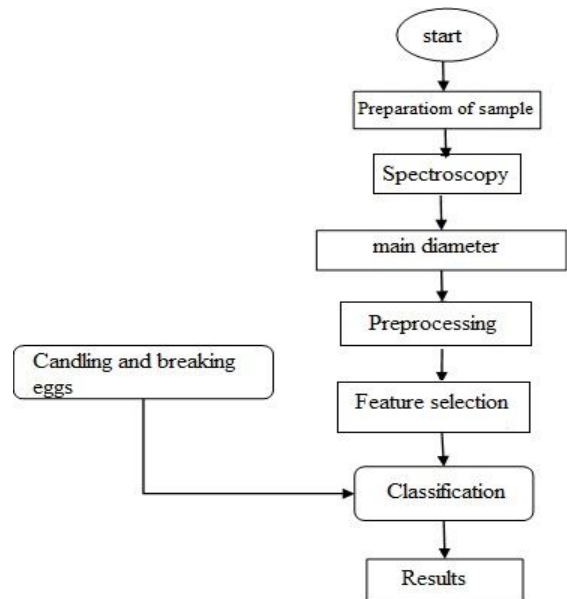 start
Preparatiom of sample
Spectroscopy
main diameter
Preprocessing
Candling and breaking
eggs
Feature selection
Classification
Results